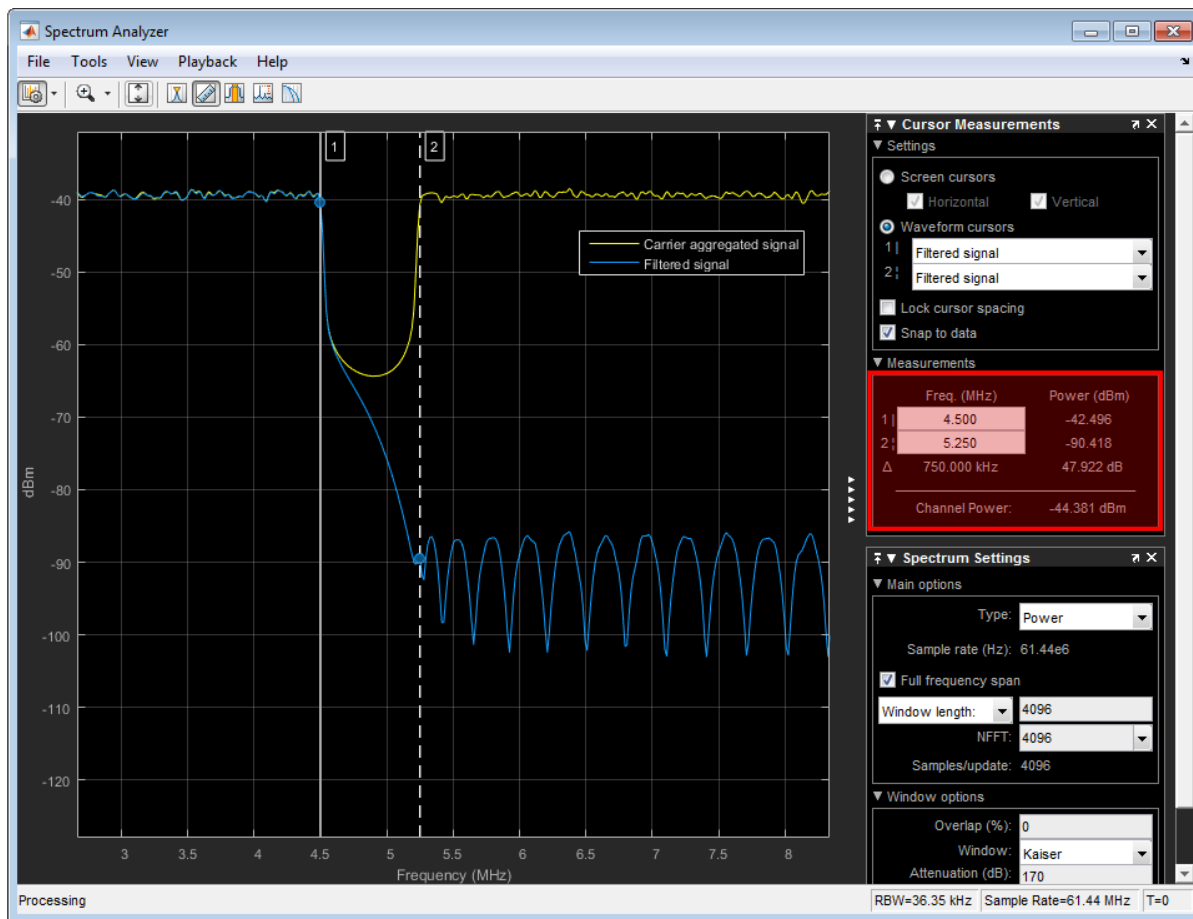 Spectrum Analyzer
File Tools View Playback Help
1
2
-40
-50
-60
-70
-80
-90
-100
-110
-120
dBm
Carrier aggregated signal
Filtered signal
3 3.5 4 4.5 5 5.5 6 6.5 7 7.5 8
Frequency (MHz)
Cursor Measurements
Settings
Screen cursors
Horizontal Vertical
Waveform cursors
1 Filtered signal
2 Filtered signal
Lock cursor spacing
Snap to data
Measurements
Freq. (MHz) Power (dBm)
1 4.500 -42.496
2 5.250 -90.418
Δ 750.000 kHz 47.922 dB
Channel Power: -44.381 dBm
Spectrum Settings
Main options
Type: Power
Sample rate (Hz): 61.44e6
Full frequency span
Window length: 4096
NFFT: 4096
Samples/update: 4096
Window options
Overlap (%): 0
Window: Kaiser
Attenuation (dB): 170
Processing RBW=36.35 kHz Sample Rate=61.44 MHz T=0